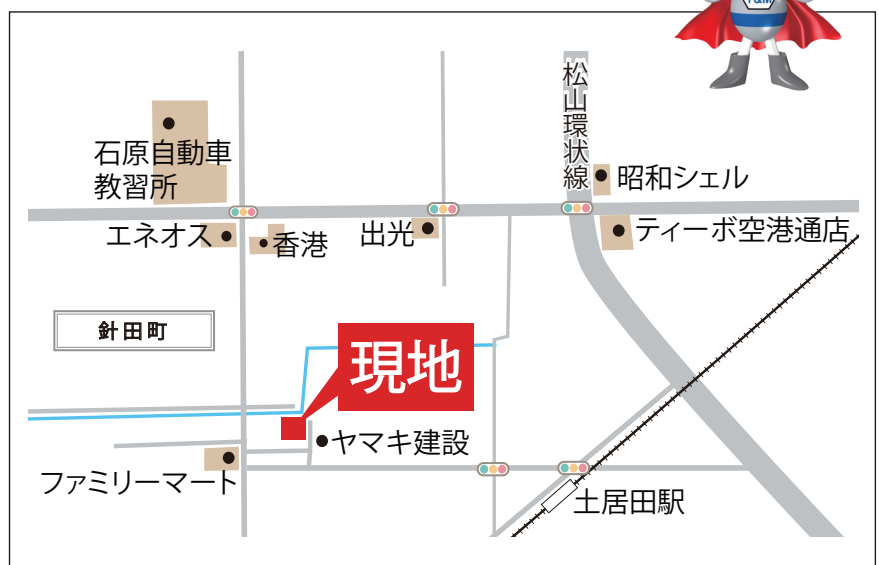 T&M
松山環状線
石原自動車
教習所
昭和シェル
エネオス
香港
出光
ティーボ空港通店
針田町
現地
ヤマキ建設
ファミリーマート
土居田駅